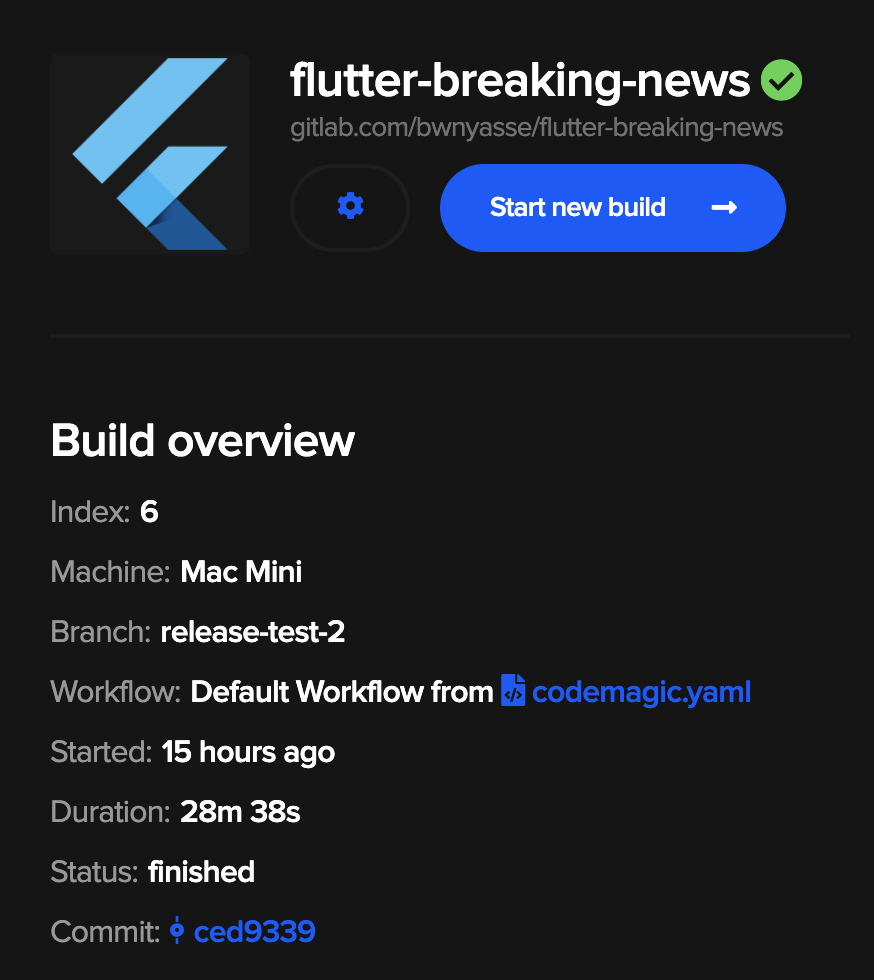 flutter-breaking-news
gitlab.com/bwnyasse/flutter-breaking-news
Start new build
Build overview
Index: 6
Machine: Mac Mini
Branch: release-test-2
Workflow: Default Workflow from codemagic.yaml
Started: 15 hours ago
Duration: 28m 38s
Status: finished
Commit: ced9339